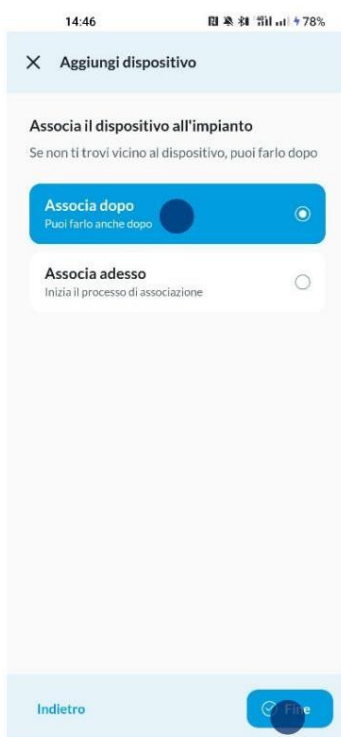 14:46
78%
Aggiungi dispositivo
Associa il dispositivo all'impianto
Se non ti trovi vicino al dispositivo, puoi farlo dopo
Associa dopo
Puoi farlo anche dopo
Associa adesso
Inizia il processo di associazione
Indietro
Fine